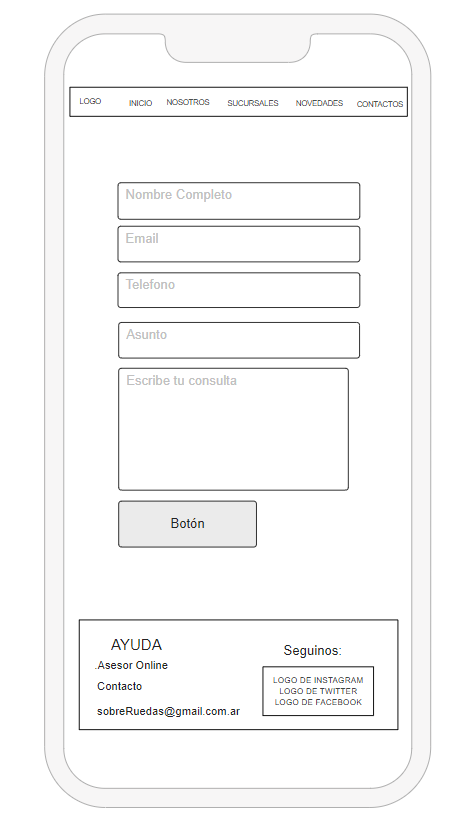 LOGO INICIO NOSOTROS SUCURSALES NOVEDADES CONTACTOS
Nombre Completo
Email
Telefono
Asunto
Escribe tu consulta
Botón
AYUDA
.Asesor Online
Contacto
sobreRuedas@gmail.com.ar
Seguinos:
LOGO DE INSTAGRAM
LOGO DE TWITTER
LOGO DE FACEBOOK